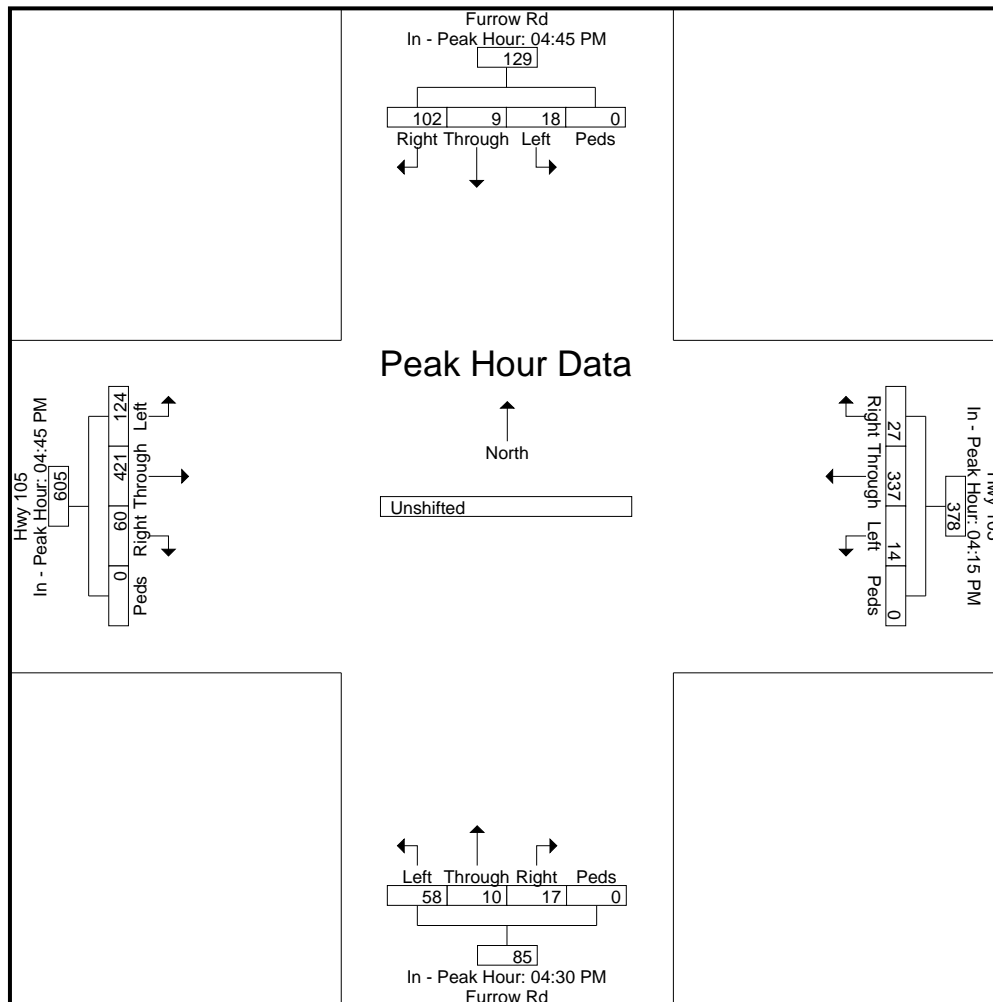 Furrow Rd
In - Peak Hour: 04:45 PM
129
102 9 18 0
Right Through Left Peds
Peak Hour Data
North
Unshifted
Hwy 105
In - Peak Hour: 04:45 PM
605
124 421 60 0
Left Through Right Peds
In - Peak Hour: 04:15 PM
378
27 337 14 0
Right Through Left Peds
Left Through Right Peds
58 10 17 0
85
In - Peak Hour: 04:30 PM
Furrow Rd